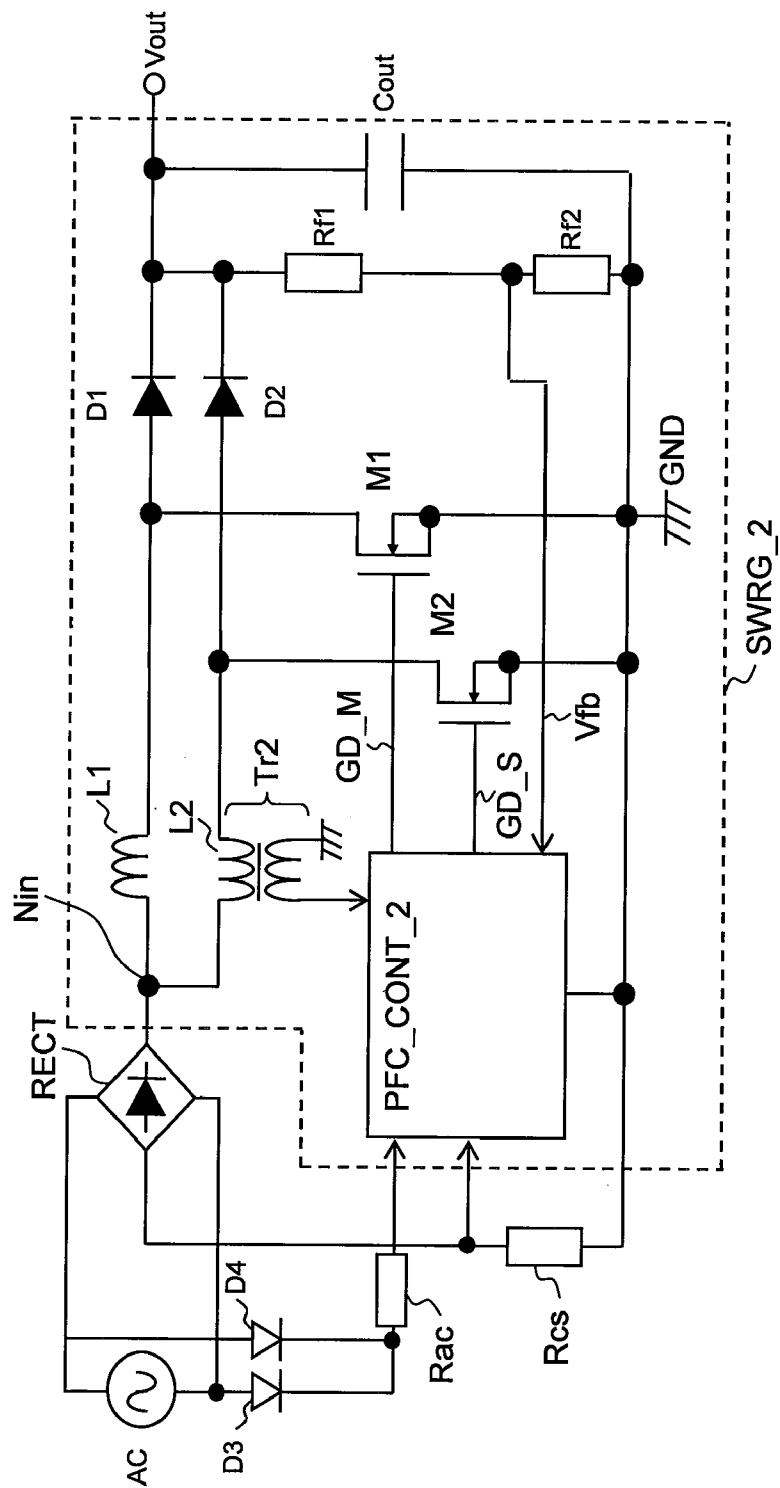 Vout
Cout
Rf1
Rf2
D1
D2
M1
M2
GND
SWRG_2
L1
L2
Tr2
GD_M
GD_S
Vfb
Nin
RECT
PFC_CONT_2
D4
D3
AC
Rac
Rcs